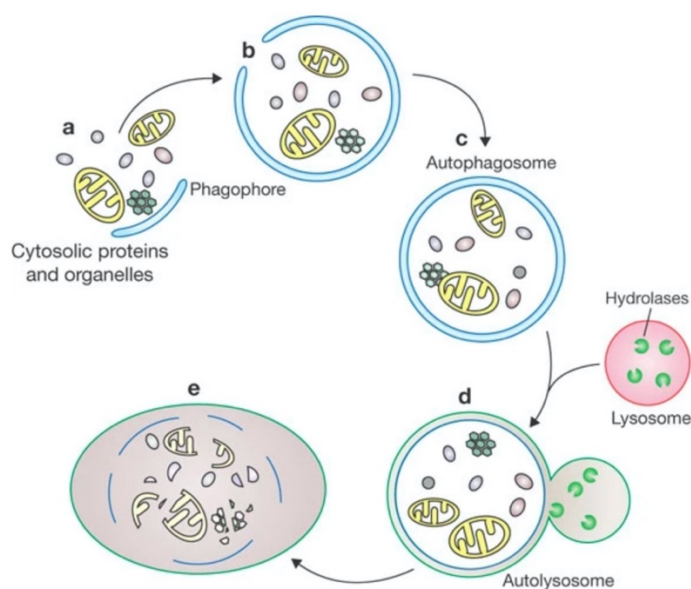 a
Cytosolic proteins
and organelles
Phagophore
b
c
Autophagosome
Hydrolases
Lysosome
d
Autolysosome
e